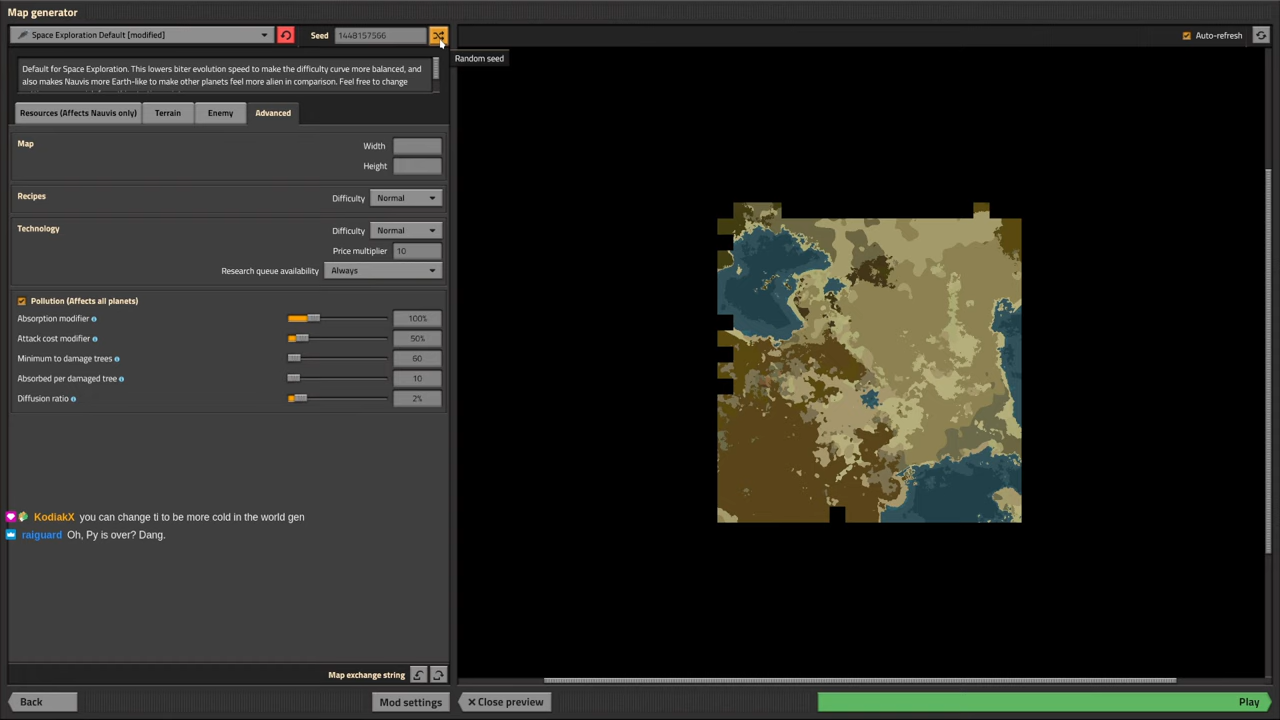 Map generator
Space Exploration Default [modified]
Seed
1448157566
Auto-refresh
Random seed
Default for Space Exploration. This lowers biter evolution speed to make the difficulty curve more balanced, and
also makes Nauvis more Earth-like to make other planets feel more alien in comparison. Feel free to change
Resources (Affects Nauvis only)
Terrain
Enemy
Advanced
Map
Width
Height
Recipes
Difficulty
Normal
Technology
Difficulty
Normal
Price multiplier
10
Research queue availability
Always
Pollution (Affects all planets)
Absorption modifier
100%
Attack cost modifier
50%
Minimum to damage trees
60
Absorbed per damaged tree
10
Diffusion ratio
2%
KodiakX you can change ti to be more cold in the world gen
raiguard Oh, Py is over? Dang.
Map exchange string
Back
Mod settings
Close preview
Play